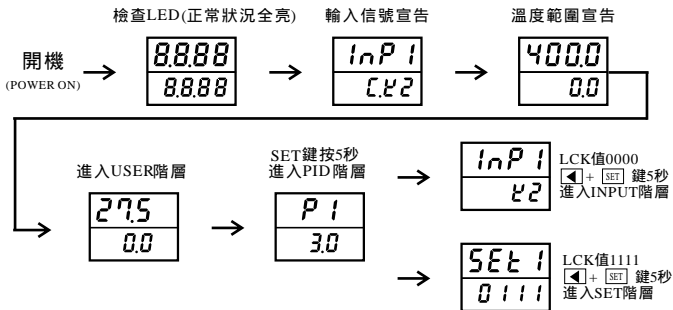 檢查LED(正常狀況全亮)
輸入信號宣告
溫度範圍宣告
開機
(POWER ON)
8.8.8.8
8.8.8.8
InP1
C.K2
400.0
0.0
進入USER階層
SET鍵按5秒
進入PID階層
27.5
0.0
P1
3.0
InP1
K2
LCK值0000
◀+ SET 鍵5秒
進入INPUT階層
SEt1
0111
LCK值1111
◀+ SET 鍵5秒
進入SET階層